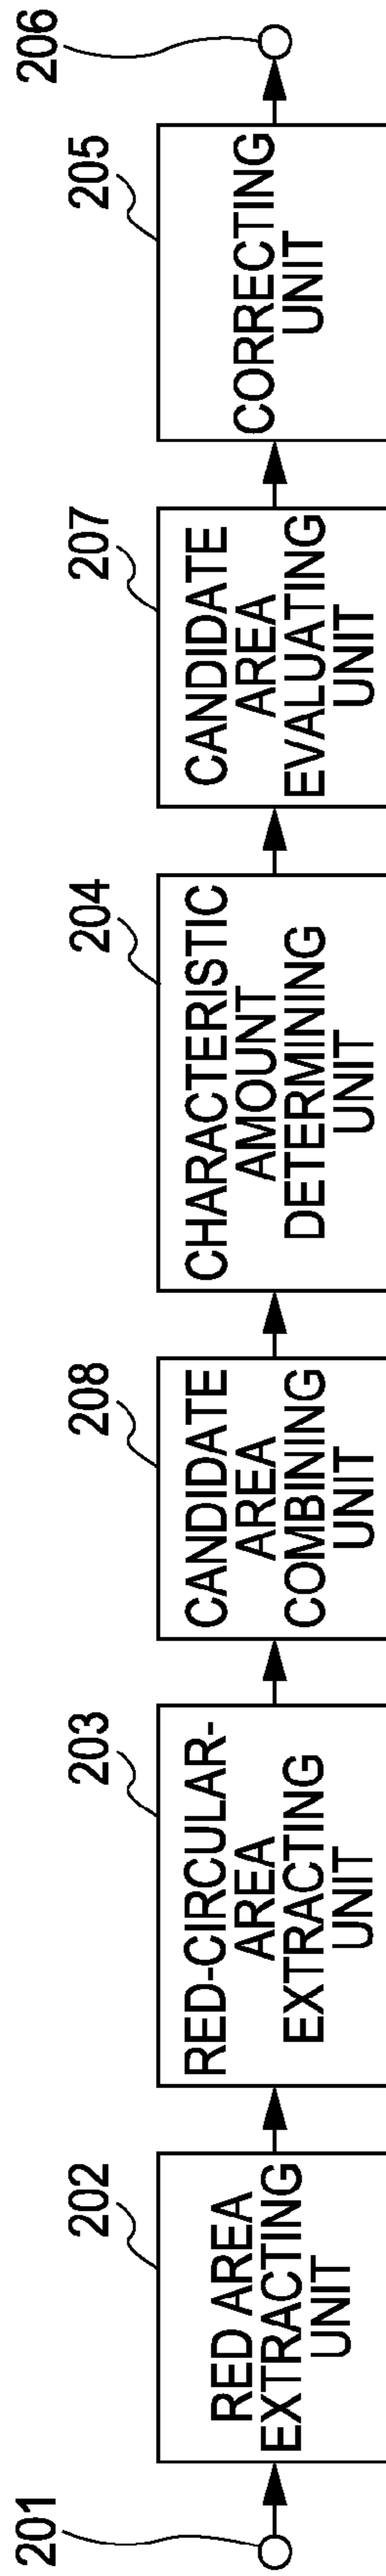 201
202
RED AREA
EXTRACTING
UNIT
203
RED-CIRCULAR-
AREA
EXTRACTING
UNIT
208
CANDIDATE
AREA
COMBINING
UNIT
204
CHARACTERISTIC
AMOUNT
DETERMINING
UNIT
207
CANDIDATE
AREA
EVALUATING
UNIT
205
CORRECTING
UNIT
206